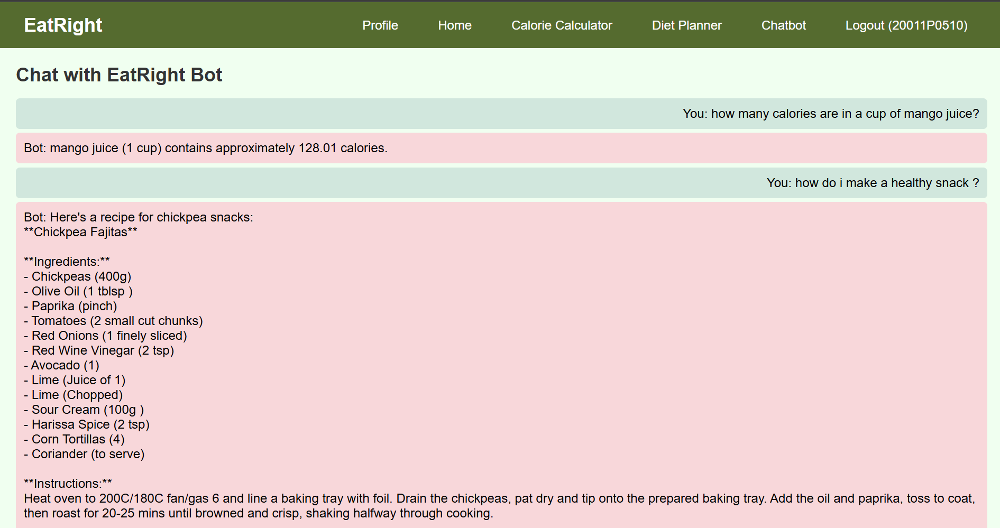 EatRight
Profile
Home
Calorie Calculator
Diet Planner
Chatbot
Logout (20011P0510)
Chat with EatRight Bot
You: how many calories are in a cup of mango juice?
Bot: mango juice (1 cup) contains approximately 128.01 calories.
You: how do i make a healthy snack ?
Bot: Here's a recipe for chickpea snacks:
**Chickpea Fajitas**
**Ingredients:**
- Chickpeas (400g)
- Olive Oil (1 tblsp )
- Paprika (pinch)
- Tomatoes (2 small cut chunks)
- Red Onions (1 finely sliced)
- Red Wine Vinegar (2 tsp)
- Avocado (1)
- Lime (Juice of 1)
- Lime (Chopped)
- Sour Cream (100g )
- Harissa Spice (2 tsp)
- Corn Tortillas (4)
- Coriander (to serve)
**Instructions:**
Heat oven to 200C/180C fan/gas 6 and line a baking tray with foil. Drain the chickpeas, pat dry and tip onto the prepared baking tray. Add the oil and paprika, toss to coat,
then roast for 20-25 mins until browned and crisp, shaking halfway through cooking.